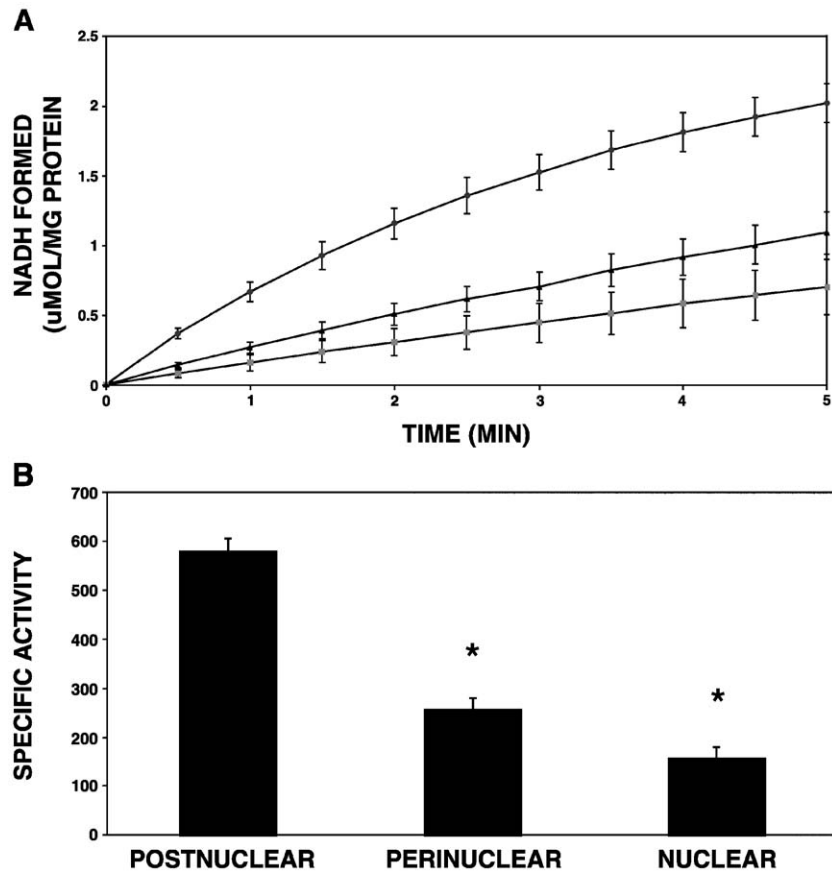 A
2.5
2
1.5
1
0.5
0
NADH FORMED
(uMOL/MG PROTEIN
0 1 2 3 4 5
TIME (MIN)
B
700
600
500
400
300
200
100
0
SPECIFIC ACTIVITY
*
*
POSTNUCLEAR PERINUCLEAR NUCLEAR